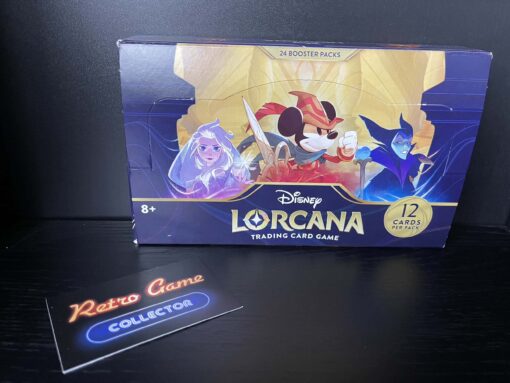 24 BOOSTER PACKS
Disney
LORCANA
TRADING CARD GAME
8+
12
CARDS
PER PACK
Retro Game
COLLECTOR